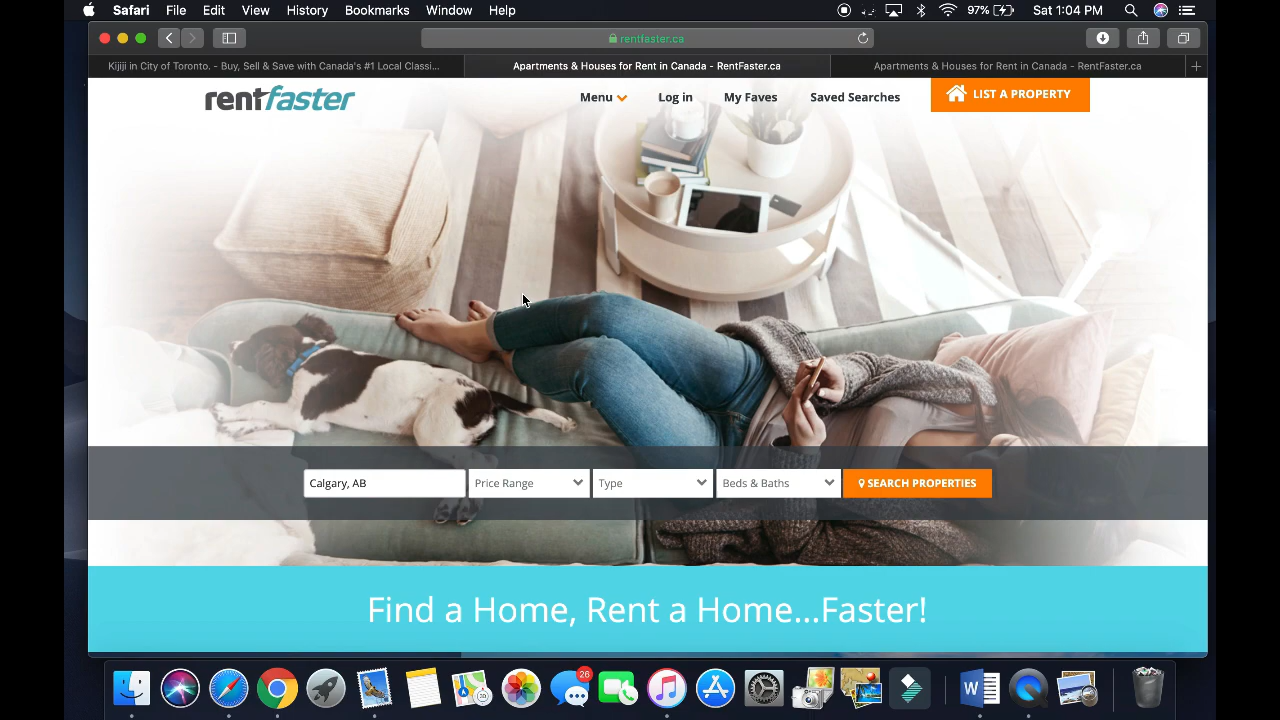 Safari File Edit View History Bookmarks Window Help 97% Sat 1:04 PM
rentfaster.ca
Kijiji in City of Toronto. - Buy, Sell & Save with Canada's #1 Local Classi...
Apartments & Houses for Rent in Canada - RentFaster.ca
Apartments & Houses for Rent in Canada - RentFaster.ca
rentfaster
Menu Log in My Faves Saved Searches LIST A PROPERTY
Calgary, AB Price Range Type Beds & Baths SEARCH PROPERTIES
Find a Home, Rent a Home...Faster!
26
W